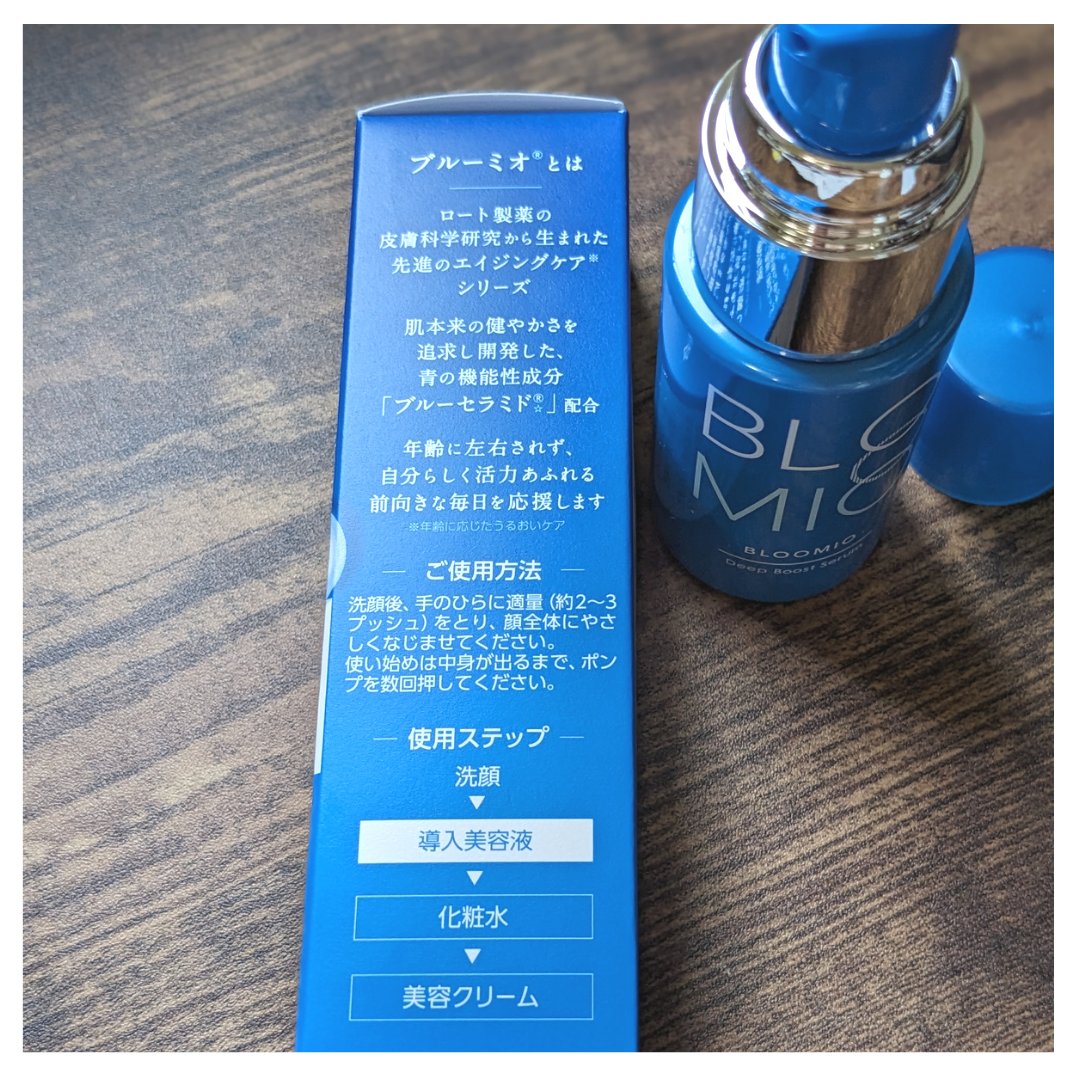 ブルーミオ®とは
ロート製薬の
皮膚科学研究から生まれた
先進のエイジングケア※
シリーズ
肌本来の健やかさを
追求し開発した、
青の機能性成分
「ブルーセラミド®☆」配合
年齢に左右されず、
自分らしく活力あふれる
前向きな毎日を応援します
※年齢に応じたうるおいケア
ご使用方法
洗顔後、手のひらに適量(約2〜3
プッシュ)をとり、顔全体にやさ
しくなじませてください。
使い始めは中身が出るまで、ポン
プを数回押してください。
使用ステップ
洗顔
▼
導入美容液
▼
化粧水
▼
美容クリーム
BLO
MIO
BLOOMIO
Deep Boost Serum